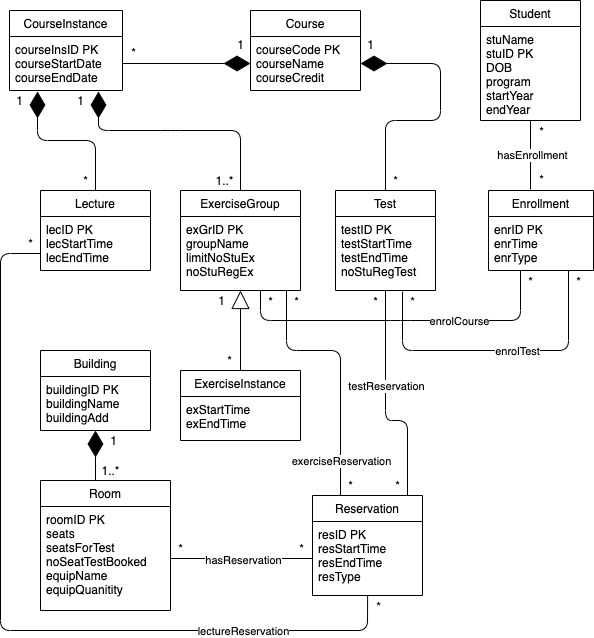 CourseInstance
courseInsID PK
courseStartDate
courseEndDate
Course
courseCode PK
courseName
courseCredit
Student
stuName
stuID PK
DOB
program
startYear
endYear
*
1
1
1
1
*
hasEnrollment
*
*
1..*
*
Lecture
lecID PK
lecStartTime
lecEndTime
ExerciseGroup
exGrID PK
groupName
limitNoStuEx
noStuRegEx
Test
testID PK
testStartTime
testEndTime
noStuRegTest
Enrollment
enrID PK
enrTime
enrType
*
1
*
*
*
*
*
*
enrolCourse
enrolTest
*
Building
buildingID PK
buildingName
buildingAdd
ExerciseInstance
exStartTime
exEndTime
testReservation
1
1..*
exerciseReservation
*
*
Room
roomID PK
seats
seatsForTest
noSeatTestBooked
equipName
equipQuanitity
*
hasReservation
*
Reservation
resID PK
resStartTime
resEndTime
resType
*
lectureReservation